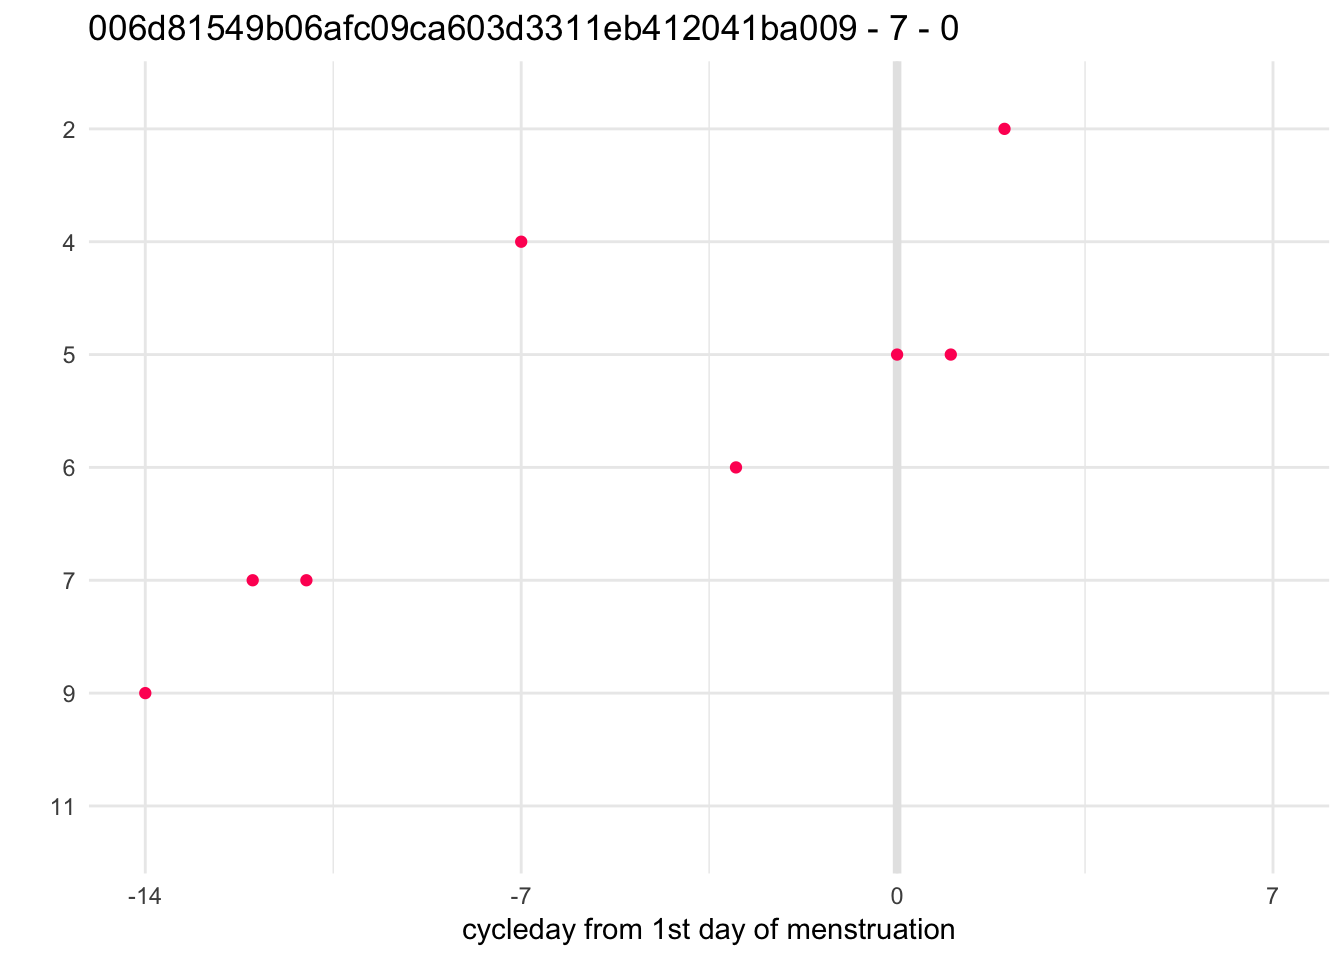 006d81549b06afc09ca603d3311eb412041ba009 - 7 - 0
2
4
5
6
7
9
11
-14 -7 0 7
cycleday from 1st day of menstruation